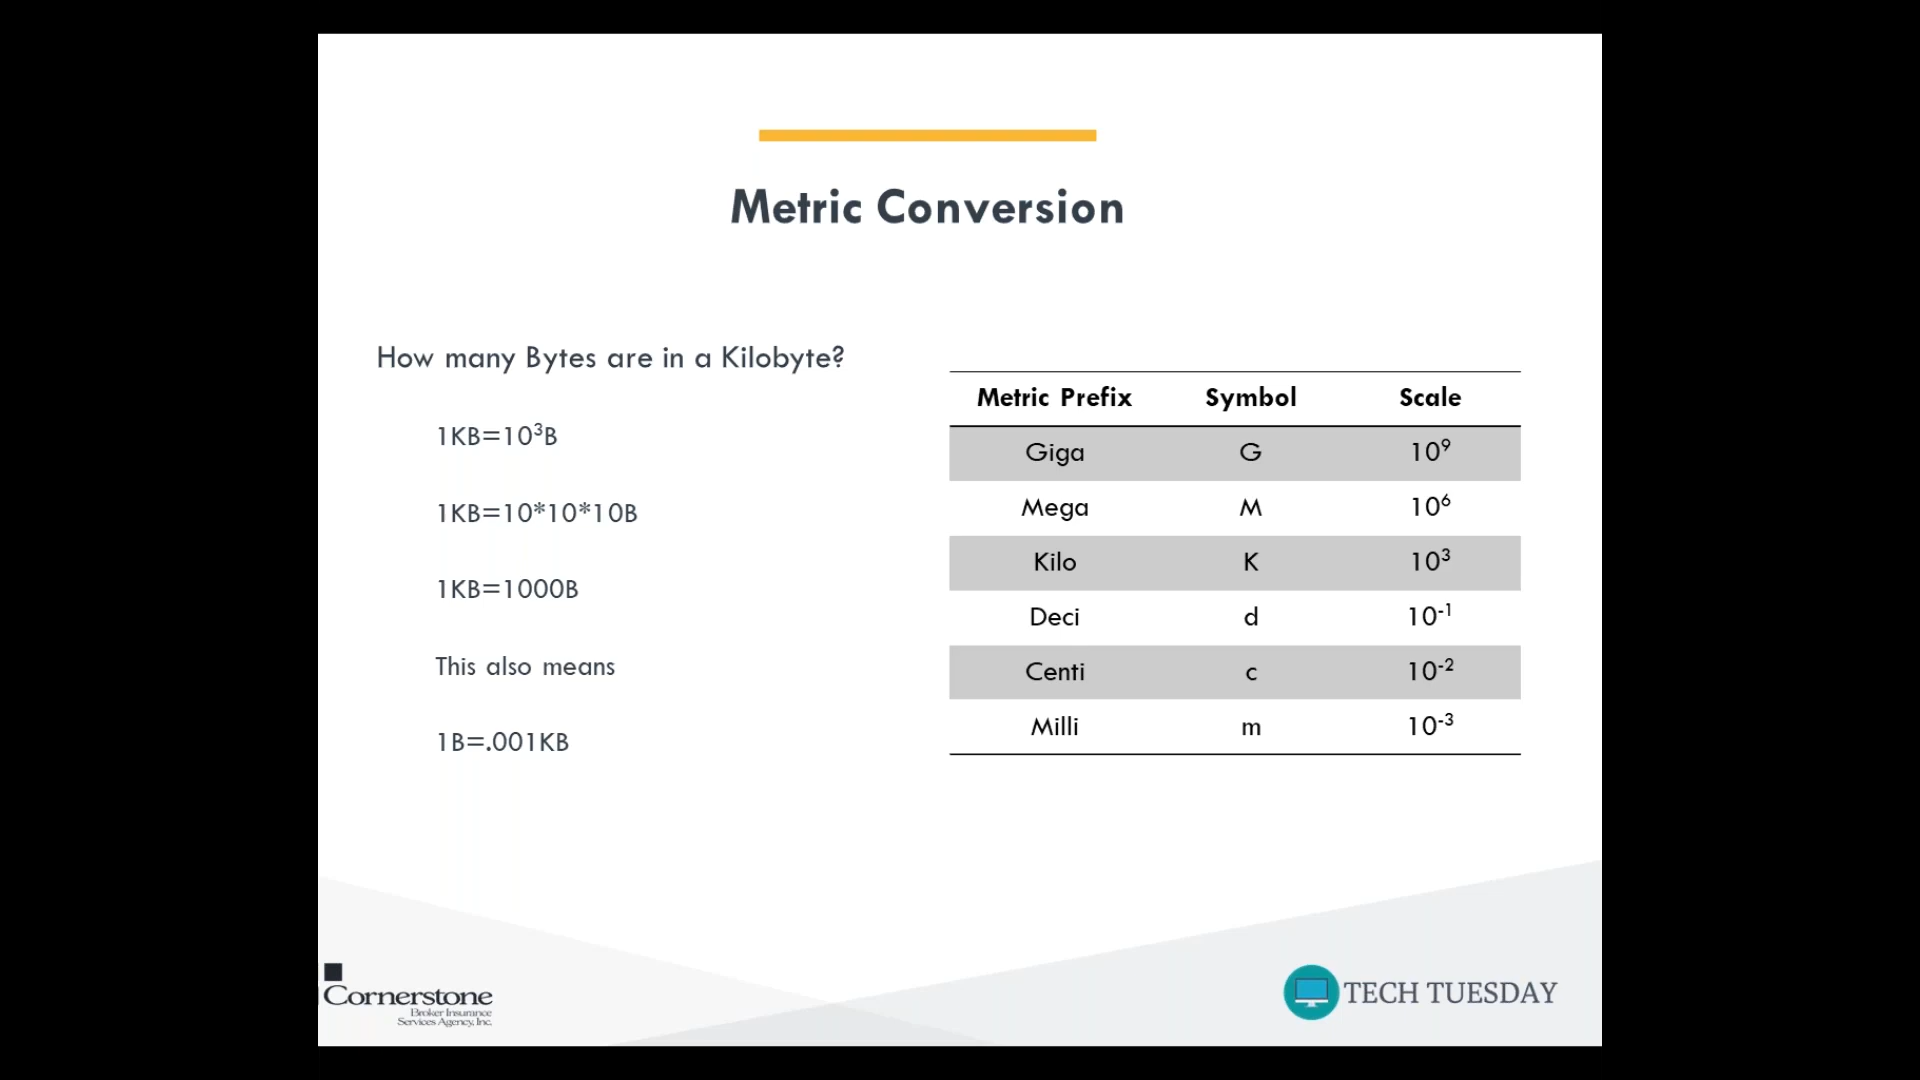 Metric Conversion
How many Bytes are in a Kilobyte?
1KB=10³B
1KB=10*10*10B
1KB=1000B
This also means
1B=.001KB
Metric Prefix Symbol Scale
Giga G 10⁹
Mega M 10⁶
Kilo K 10³
Deci d 10⁻¹
Centi c 10⁻²
Milli m 10⁻³
Cornerstone
Broker Insurance
Services Agency, Inc.
TECH TUESDAY